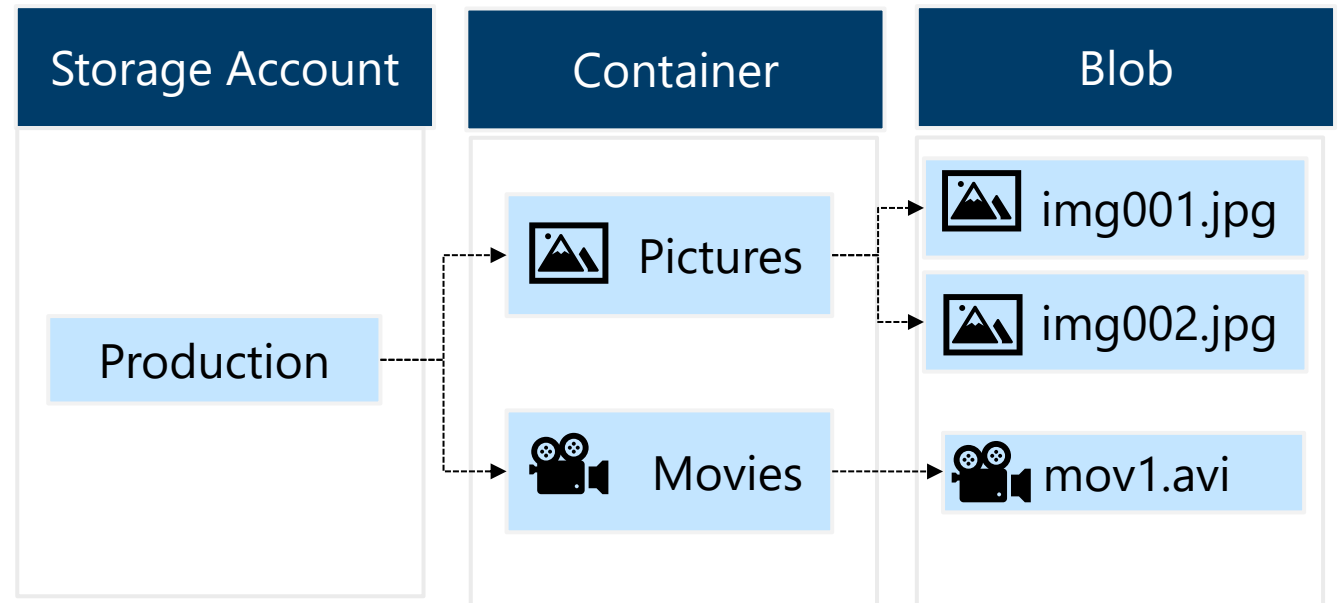 Storage Account
Container
Blob
Production
Pictures
Movies
img001.jpg
img002.jpg
mov1.avi